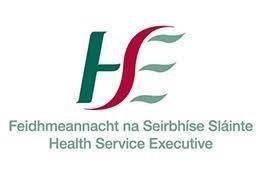 HSE
Feidhmeannacht na Seirbhíse Sláinte
Health Service Executive